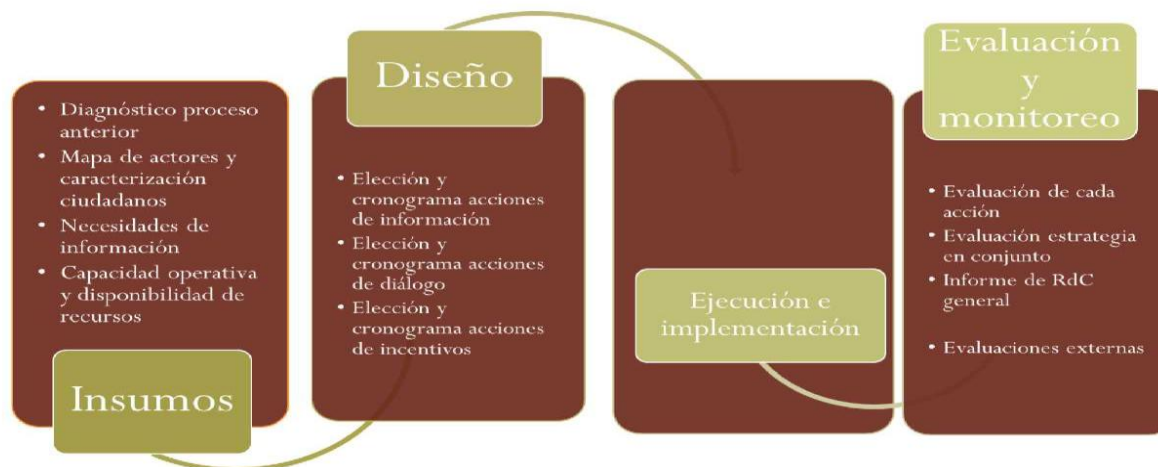 • Diagnóstico proceso
anterior
• Mapa de actores y
caracterización
ciudadanos
• Necesidades de
información
• Capacidad operativa
y disponibilidad de
recursos
Insumos
Diseño
• Elección y
cronograma acciones
de información
• Elección y
cronograma acciones
de diálogo
• Elección y
cronograma acciones
de incentivos
Ejecución e
implementación
Evaluación
y
monitoreo
• Evaluación de cada
acción
• Evaluación estrategia
en conjunto
• Informe de RdC
general
• Evaluaciones externas